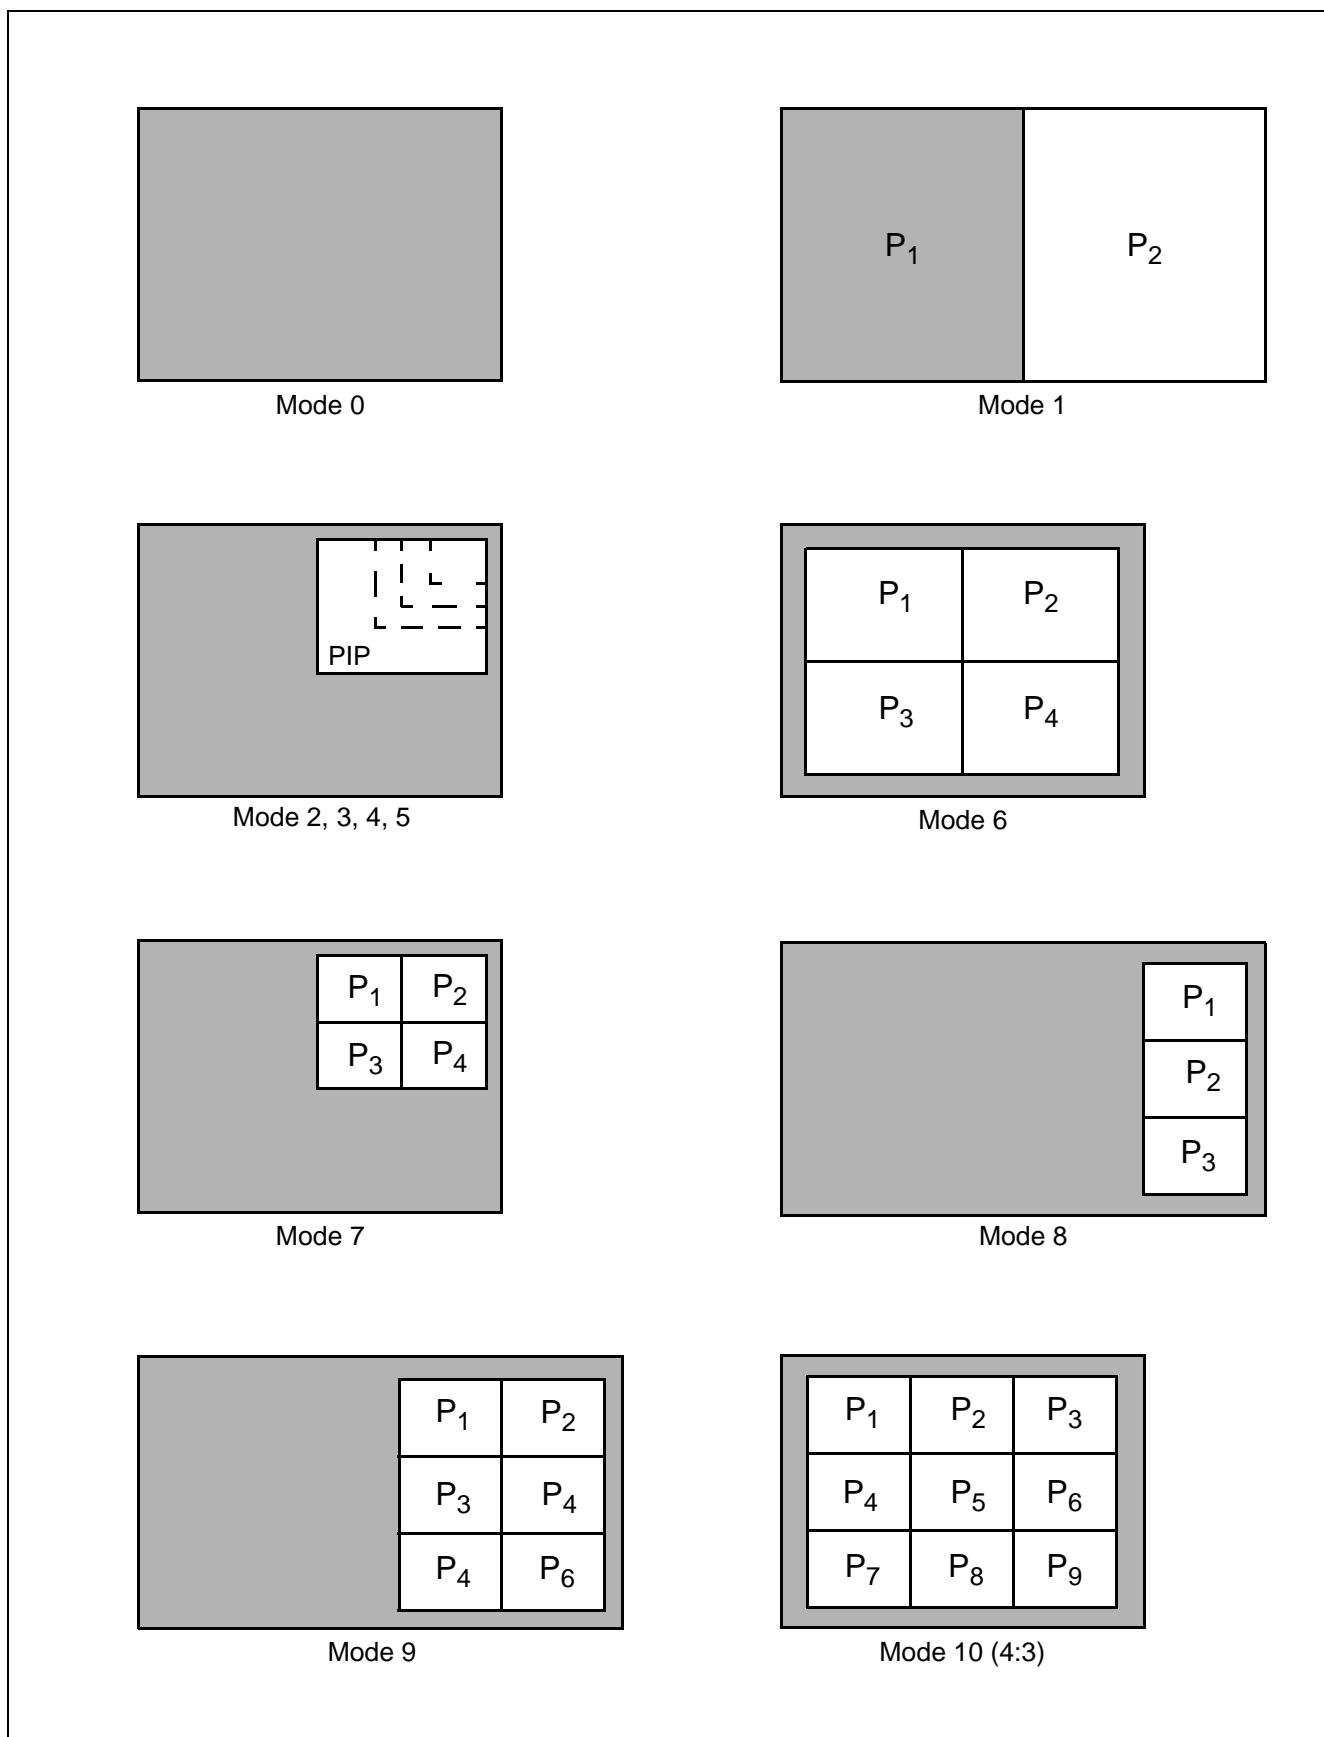 P1 P2
Mode 0 Mode 1
PIP
P1 P2
P3 P4
Mode 2, 3, 4, 5 Mode 6
P1 P2
P3 P4
Mode 7
P1
P2
P3
Mode 8
P1 P2
P3 P4
P4 P6
Mode 9
P1 P2 P3
P4 P5 P6
P7 P8 P9
Mode 10 (4:3)